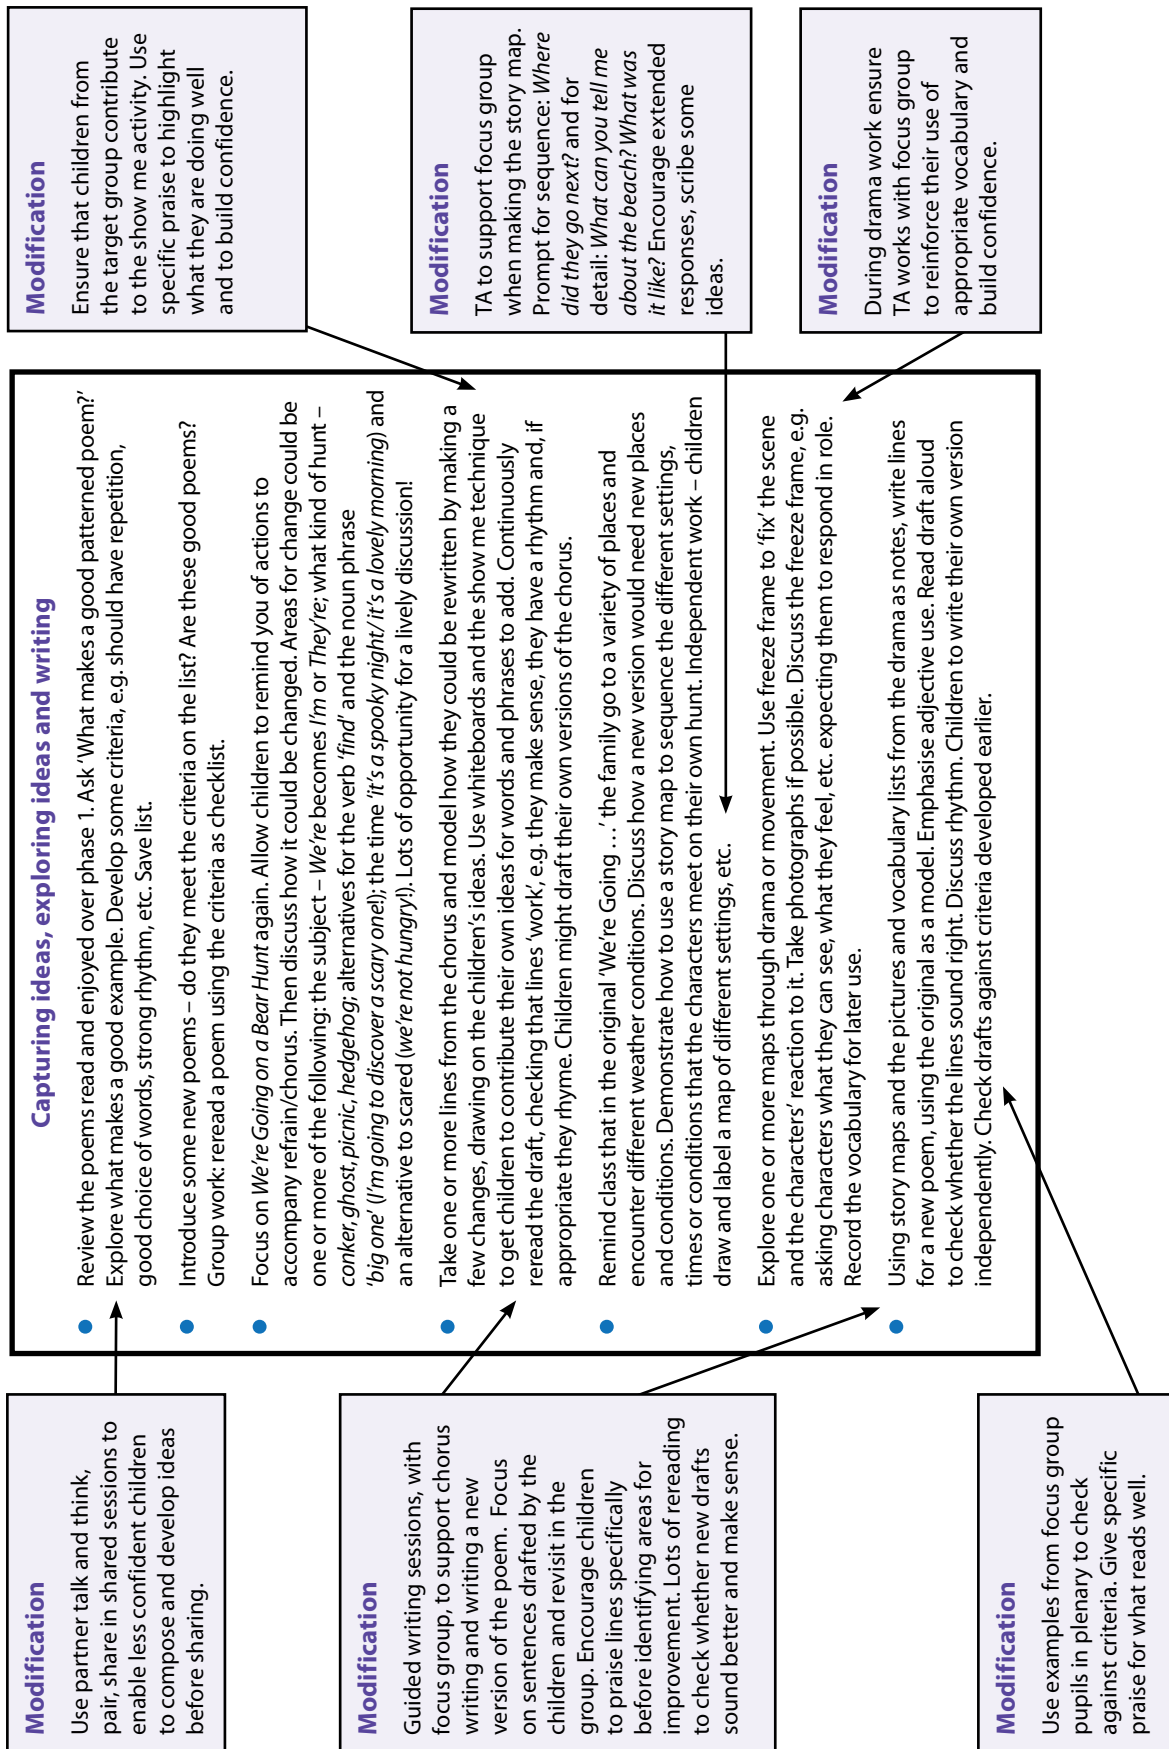 Modification
Use partner talk and think,
pair, share in shared sessions to
enable less confident children
to compose and develop ideas
before sharing.
Modification
Guided writing sessions, with
focus group, to support chorus
writing and writing a new
version of the poem. Focus
on sentences drafted by the
children and revisit in the
group. Encourage children
to praise lines specifically
before identifying areas for
improvement. Lots of rereading
to check whether new drafts
sound better and make sense.
Modification
Use examples from focus group
pupils in plenary to check
against criteria. Give specific
praise for what reads well.
Capturing ideas, exploring ideas and writing
● Review the poems read and enjoyed over phase 1. Ask ‘What makes a good patterned poem?’
Explore what makes a good example. Develop some criteria, e.g. should have repetition,
good choice of words, strong rhythm, etc. Save list.
● Introduce some new poems – do they meet the criteria on the list? Are these good poems?
Group work: reread a poem using the criteria as checklist.
● Focus on We’re Going on a Bear Hunt again. Allow children to remind you of actions to
accompany refrain/chorus. Then discuss how it could be changed. Areas for change could be
one or more of the following: the subject – We’re becomes I’m or They’re; what kind of hunt –
conker, ghost, picnic, hedgehog; alternatives for the verb ‘find’ and the noun phrase
‘big one’ (I’m going to discover a scary one!); the time ‘it’s a spooky night/ it’s a lovely morning) and
an alternative to scared (we’re not hungry!). Lots of opportunity for a lively discussion!
● Take one or more lines from the chorus and model how they could be rewritten by making a
few changes, drawing on the children’s ideas. Use whiteboards and the show me technique
to get children to contribute their own ideas for words and phrases to add. Continuously
reread the draft, checking that lines ‘work’, e.g. they make sense, they have a rhythm and, if
appropriate they rhyme. Children might draft their own versions of the chorus.
● Remind class that in the original ‘We’re Going …’ the family go to a variety of places and
encounter different weather conditions. Discuss how a new version would need new places
and conditions. Demonstrate how to use a story map to sequence the different settings,
times or conditions that the characters meet on their own hunt. Independent work – children
draw and label a map of different settings, etc.
● Explore one or more maps through drama or movement. Use freeze frame to ‘fix’ the scene
and the characters’ reaction to it. Take photographs if possible. Discuss the freeze frame, e.g.
asking characters what they can see, what they feel, etc. expecting them to respond in role.
Record the vocabulary for later use.
● Using story maps and the pictures and vocabulary lists from the drama as notes, write lines
for a new poem, using the original as a model. Emphasise adjective use. Read draft aloud
to check whether the lines sound right. Discuss rhythm. Children to write their own version
independently. Check drafts against criteria developed earlier.
Modification
Ensure that children from
the target group contribute
to the show me activity. Use
specific praise to highlight
what they are doing well
and to build confidence.
Modification
TA to support focus group
when making the story map.
Prompt for sequence: Where
did they go next? and for
detail: What can you tell me
about the beach? What was
it like? Encourage extended
responses, scribe some
ideas.
Modification
During drama work ensure
TA works with focus group
to reinforce their use of
appropriate vocabulary and
build confidence.